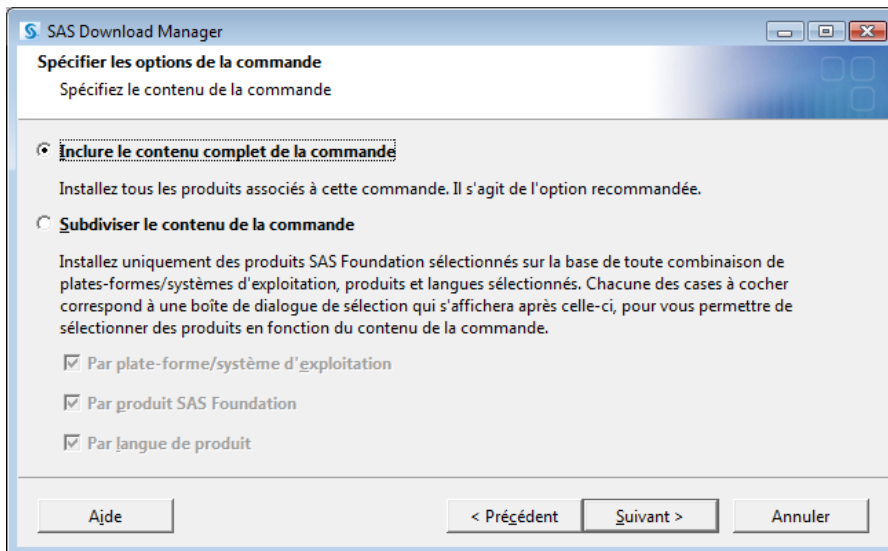 SAS Download Manager
Spécifier les options de la commande
Spécifiez le contenu de la commande
Inclure le contenu complet de la commande
Installez tous les produits associés à cette commande. Il s'agit de l'option recommandée.
Subdiviser le contenu de la commande
Installez uniquement des produits SAS Foundation sélectionnés sur la base de toute combinaison de
plates-formes/systèmes d'exploitation, produits et langues sélectionnés. Chacune des cases à cocher
correspond à une boîte de dialogue de sélection qui s'affichera après celle-ci, pour vous permettre de
sélectionner des produits en fonction du contenu de la commande.
Par plate-forme/système d'exploitation
Par produit SAS Foundation
Par langue de produit
Aide
< Précédent
Suivant >
Annuler